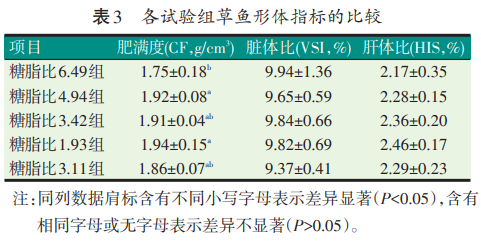 表3 各试验组草鱼形体指标的比较
项目 肥满度(CF,g/cm³) 脏体比(VSI,%) 肝体比(HIS,%)
糖脂比6.49组 1.75±0.18ᵇ 9.94±1.36 2.17±0.35
糖脂比4.94组 1.92±0.08ᵃ 9.65±0.59 2.28±0.15
糖脂比3.42组 1.91±0.04ᵃᵇ 9.84±0.66 2.36±0.20
糖脂比1.93组 1.94±0.15ᵃ 9.82±0.69 2.46±0.17
糖脂比3.11组 1.86±0.07ᵃᵇ 9.37±0.41 2.29±0.23
注:同列数据肩标含有不同小写字母表示差异显著(P<0.05),含有
相同字母或无字母表示差异不显著(P>0.05)。